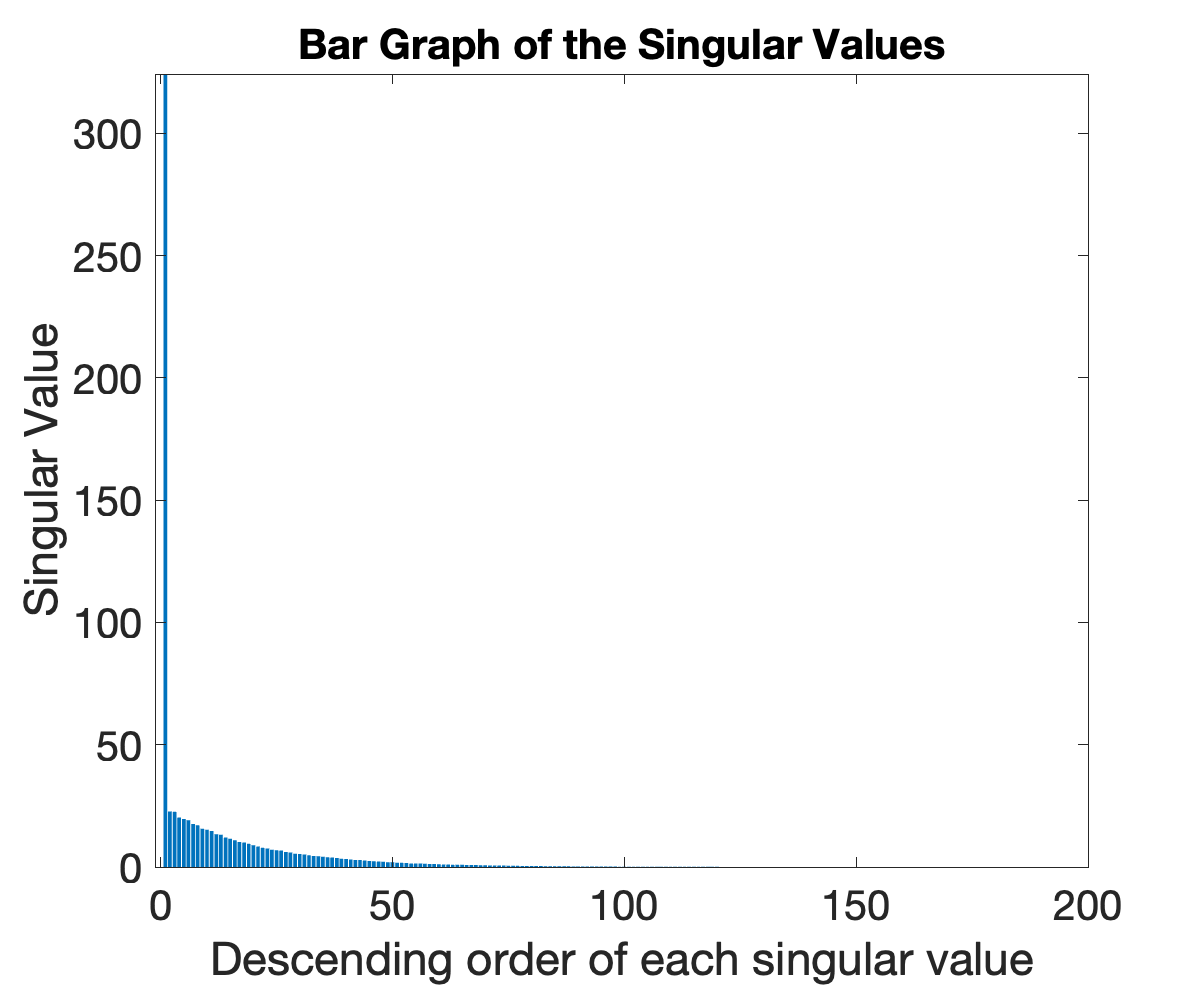 Bar Graph of the Singular Values
300
250
200
150
100
50
0
Singular Value
0 50 100 150 200
Descending order of each singular value